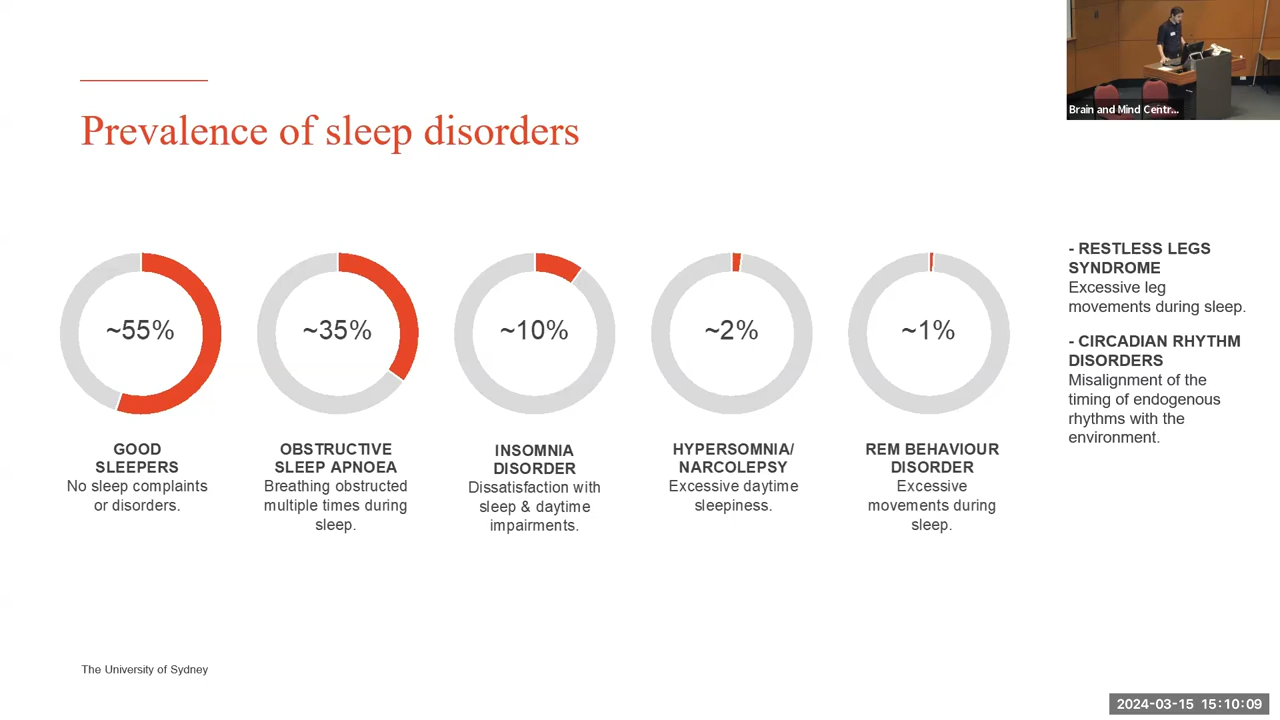 Brain and Mind Centr...
Prevalence of sleep disorders
~55%
GOOD
SLEEPERS
No sleep complaints
or disorders.
~35%
OBSTRUCTIVE
SLEEP APNOEA
Breathing obstructed
multiple times during
sleep.
~10%
INSOMNIA
DISORDER
Dissatisfaction with
sleep & daytime
impairments.
~2%
HYPERSOMNIA/
NARCOLEPSY
Excessive daytime
sleepiness.
~1%
REM BEHAVIOUR
DISORDER
Excessive
movements during
sleep.
- RESTLESS LEGS
SYNDROME
Excessive leg
movements during sleep.
- CIRCADIAN RHYTHM
DISORDERS
Misalignment of the
timing of endogenous
rhythms with the
environment.
The University of Sydney
2024-03-15 15:10:09